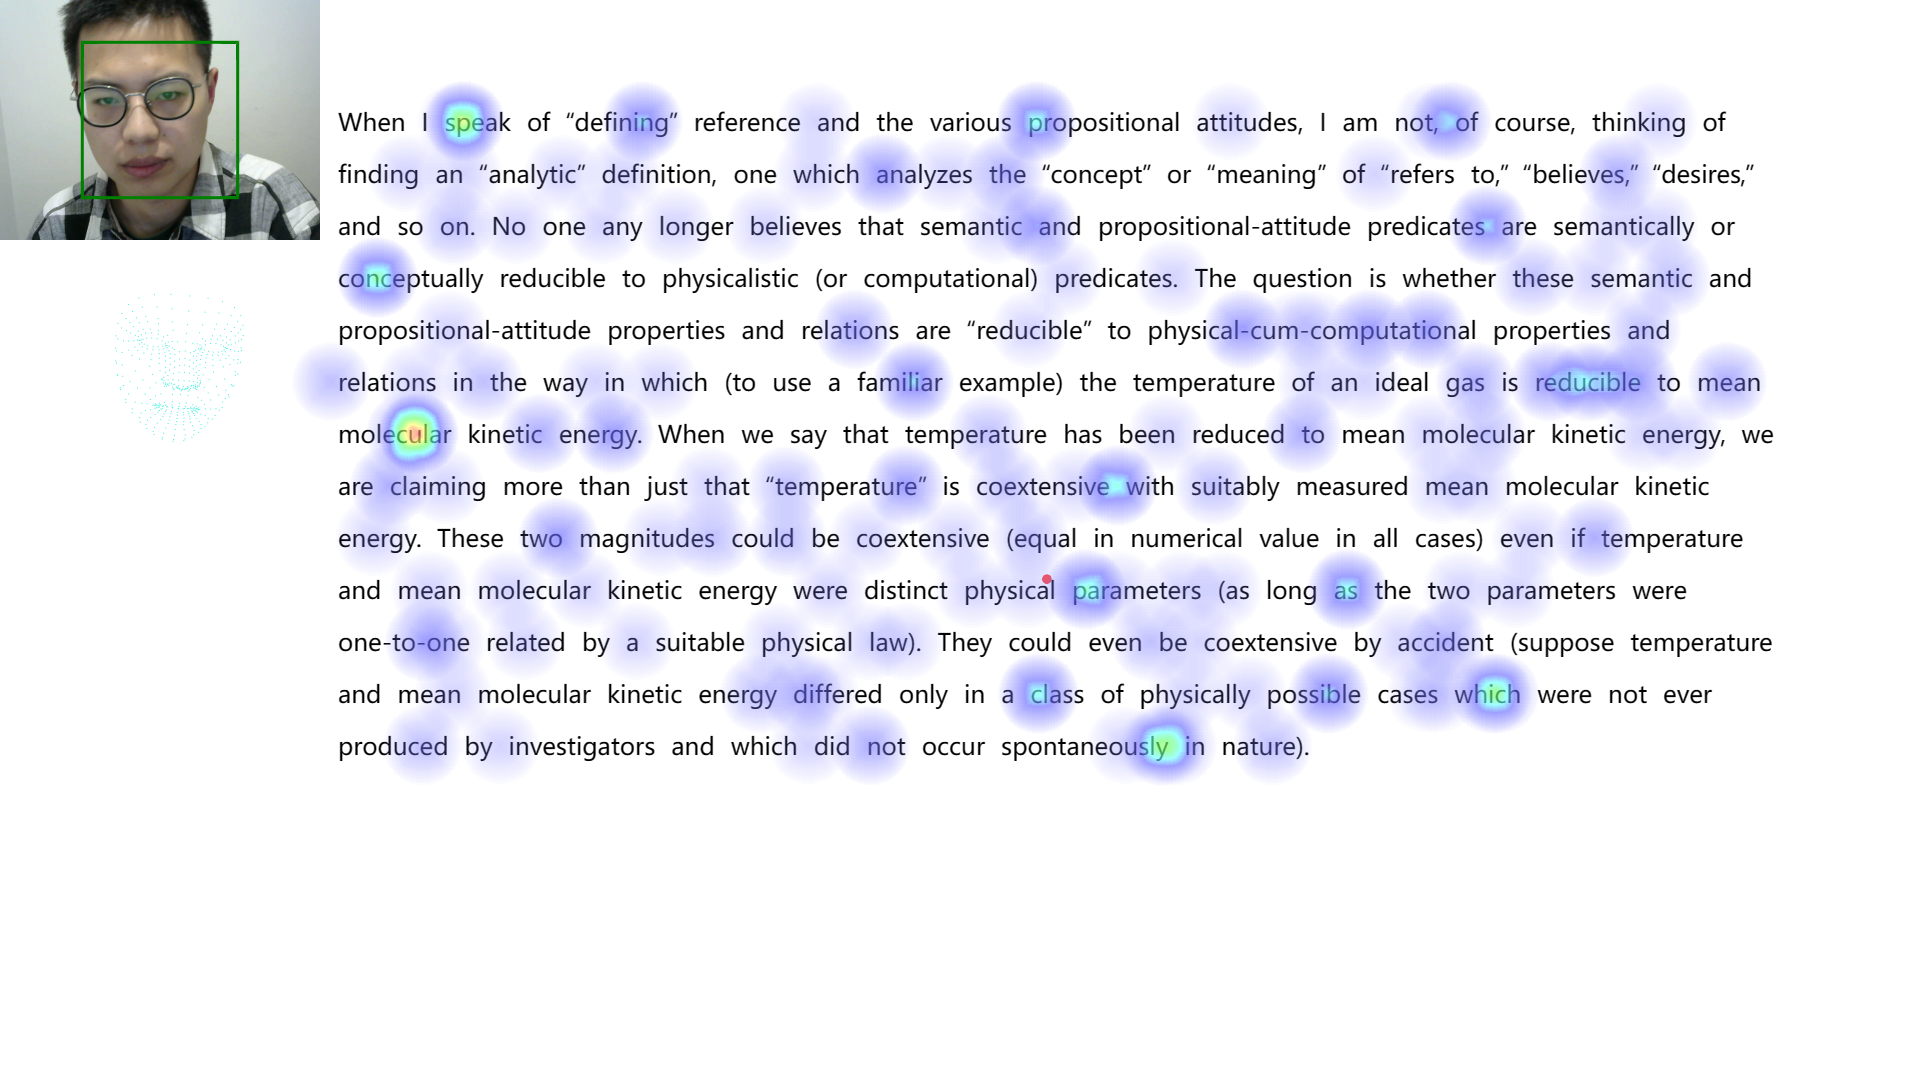 When I speak of “defining” reference and the various propositional attitudes, I am not, of course, thinking of
finding an “analytic” definition, one which analyzes the “concept” or “meaning” of “refers to,” “believes,” “desires,”
and so on. No one any longer believes that semantic and propositional-attitude predicates are semantically or
conceptually reducible to physicalistic (or computational) predicates. The question is whether these semantic and
propositional-attitude properties and relations are “reducible” to physical-cum-computational properties and
relations in the way in which (to use a familiar example) the temperature of an ideal gas is reducible to mean
molecular kinetic energy. When we say that temperature has been reduced to mean molecular kinetic energy, we
are claiming more than just that “temperature” is coextensive with suitably measured mean molecular kinetic
energy. These two magnitudes could be coextensive (equal in numerical value in all cases) even if temperature
and mean molecular kinetic energy were distinct physical parameters (as long as the two parameters were
one-to-one related by a suitable physical law). They could even be coextensive by accident (suppose temperature
and mean molecular kinetic energy differed only in a class of physically possible cases which were not ever
produced by investigators and which did not occur spontaneously in nature).